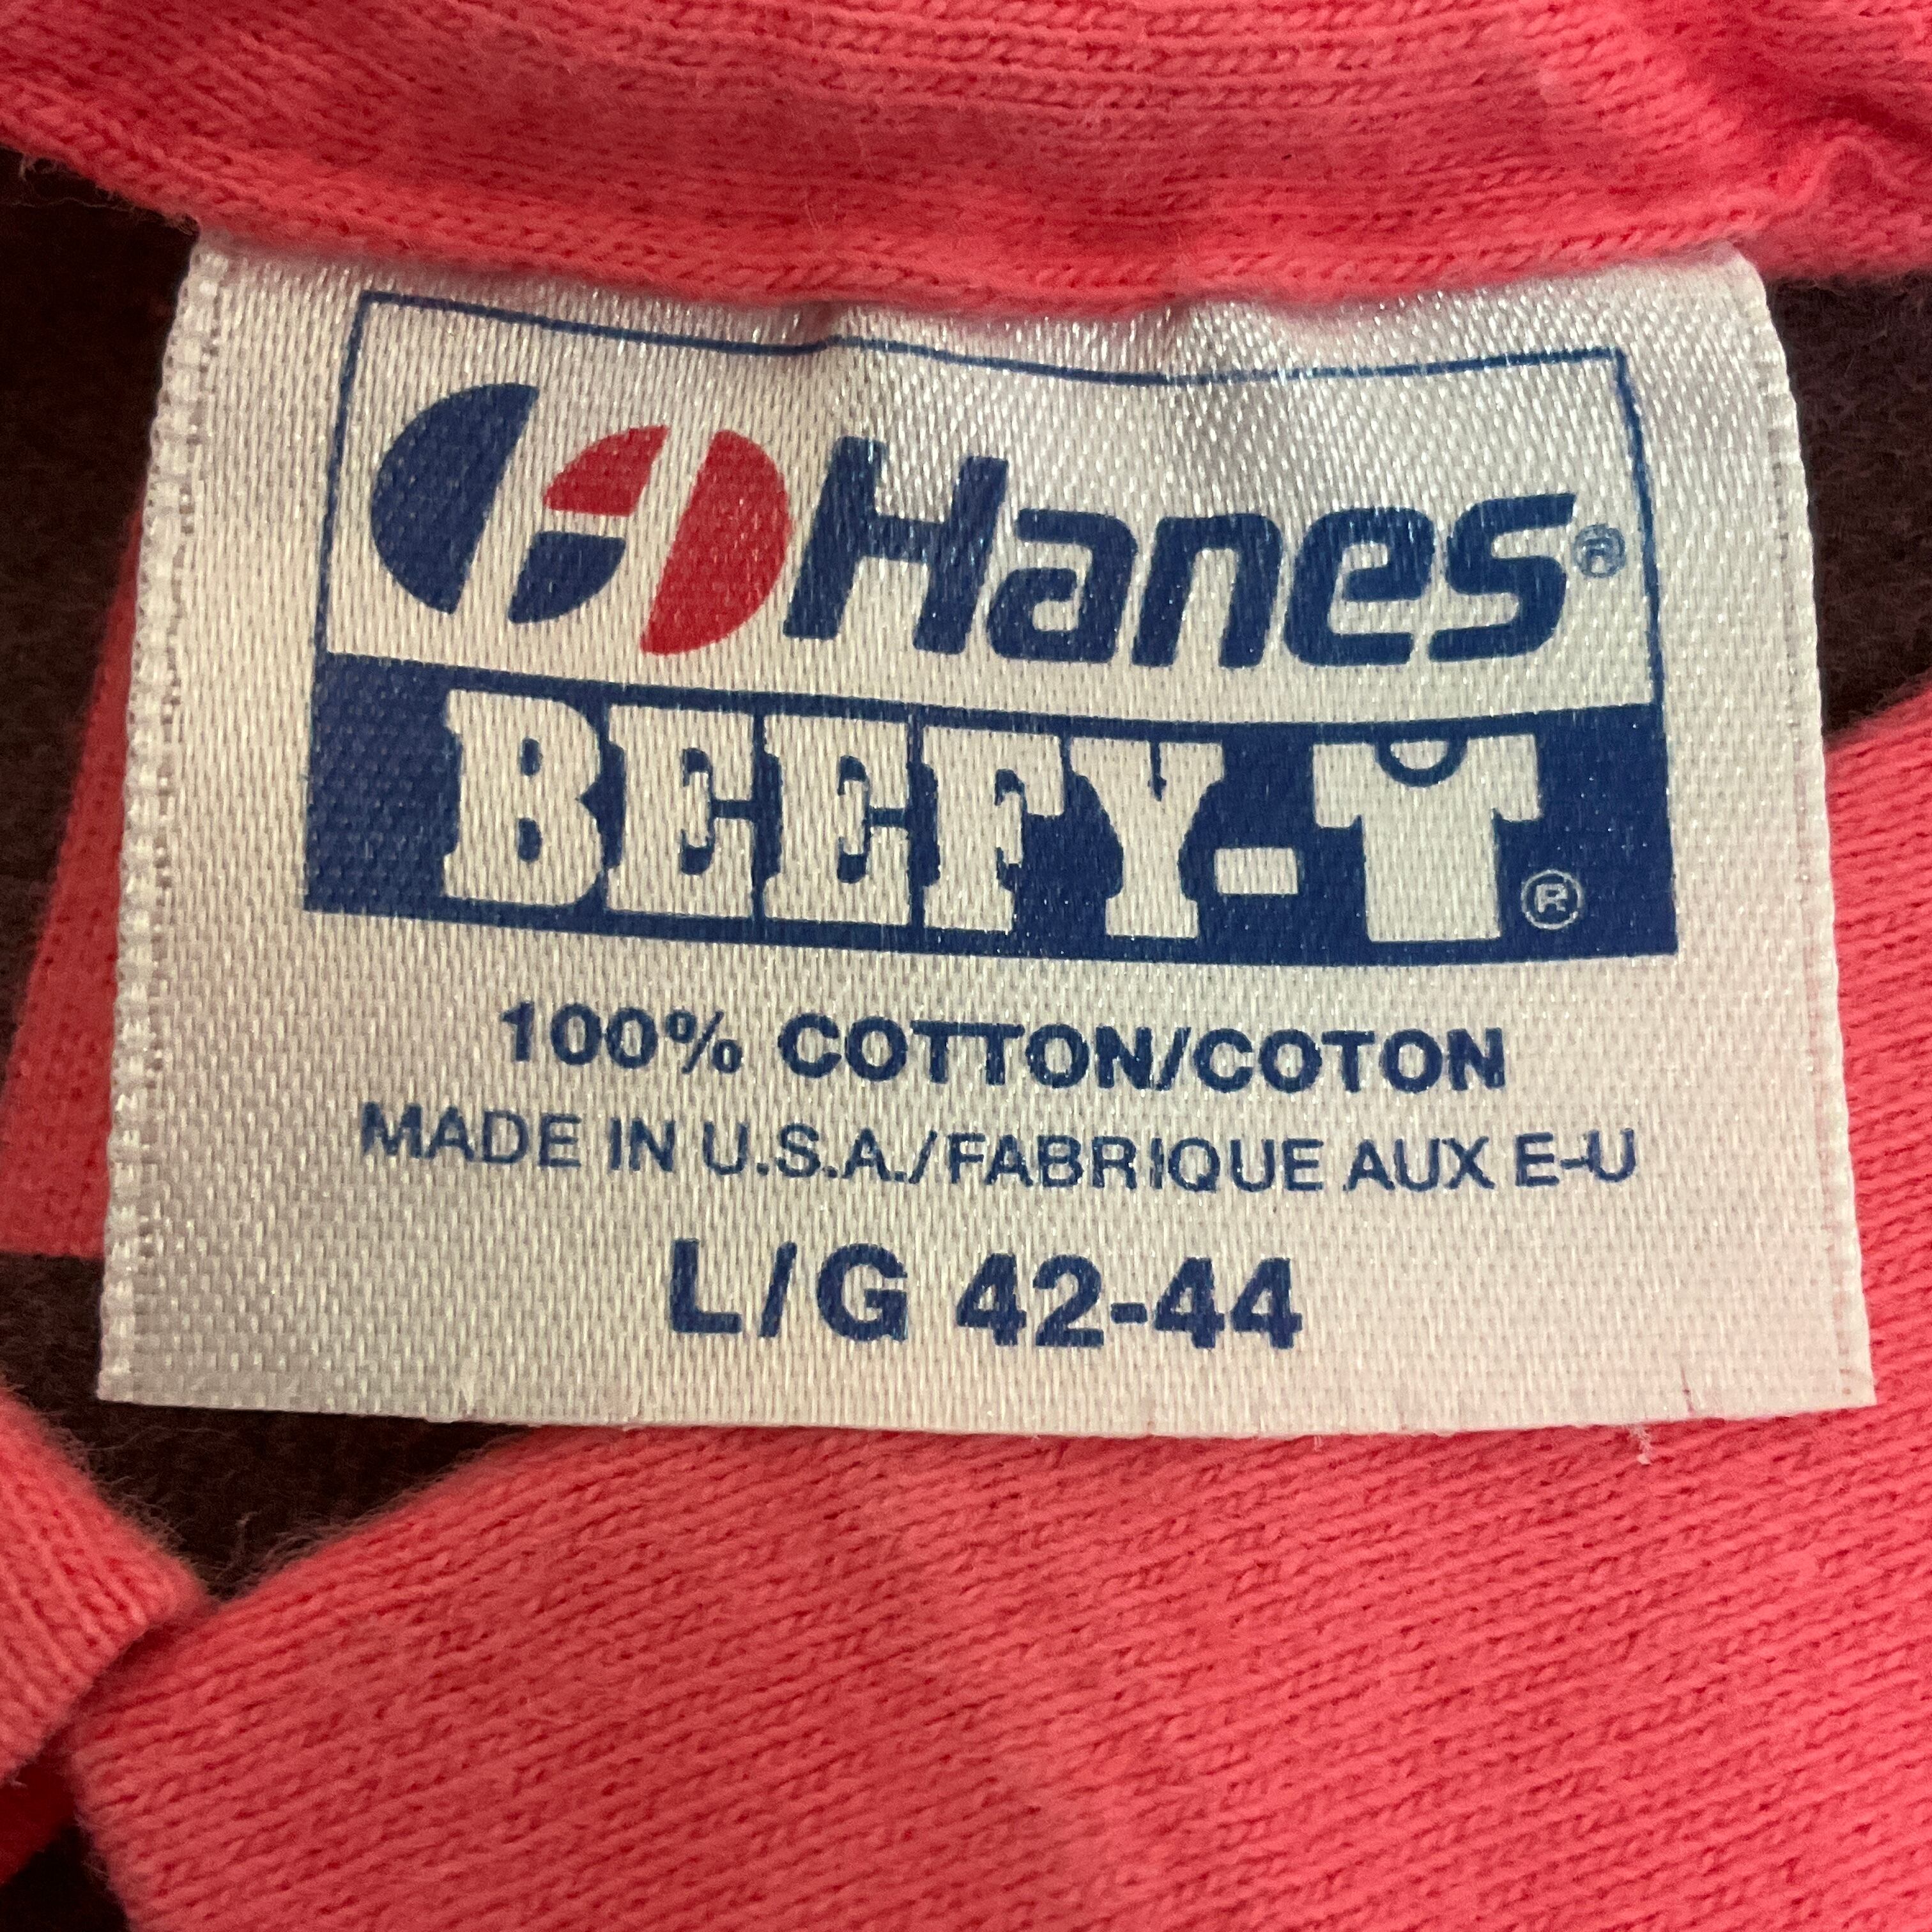 Hanes®
BEEFY-T®
100% COTTON/COTON
MADE IN U.S.A./FABRIQUE AUX E-U
L/G 42-44